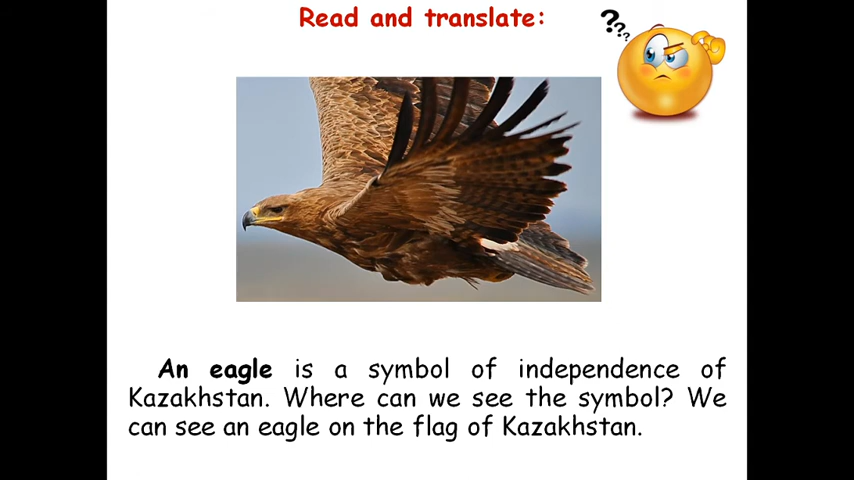 Read and translate:
???
An eagle is a symbol of independence of
Kazakhstan. Where can we see the symbol? We
can see an eagle on the flag of Kazakhstan.